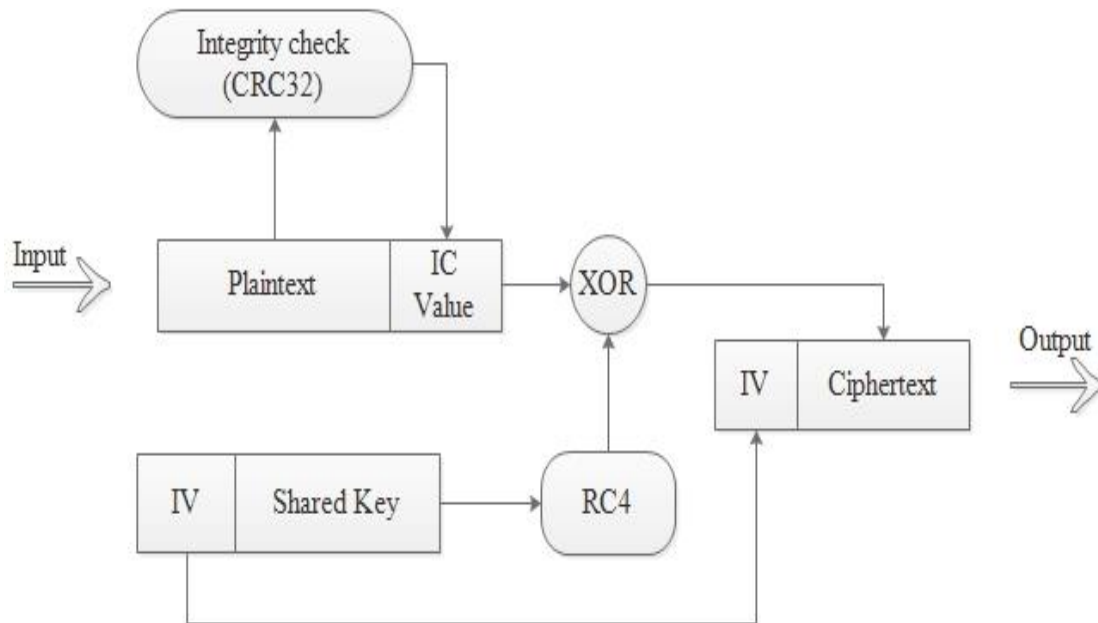 Integrity check
(CRC32)
Input
Plaintext
IC
Value
XOR
Output
IV
Ciphertext
IV
Shared Key
RC4